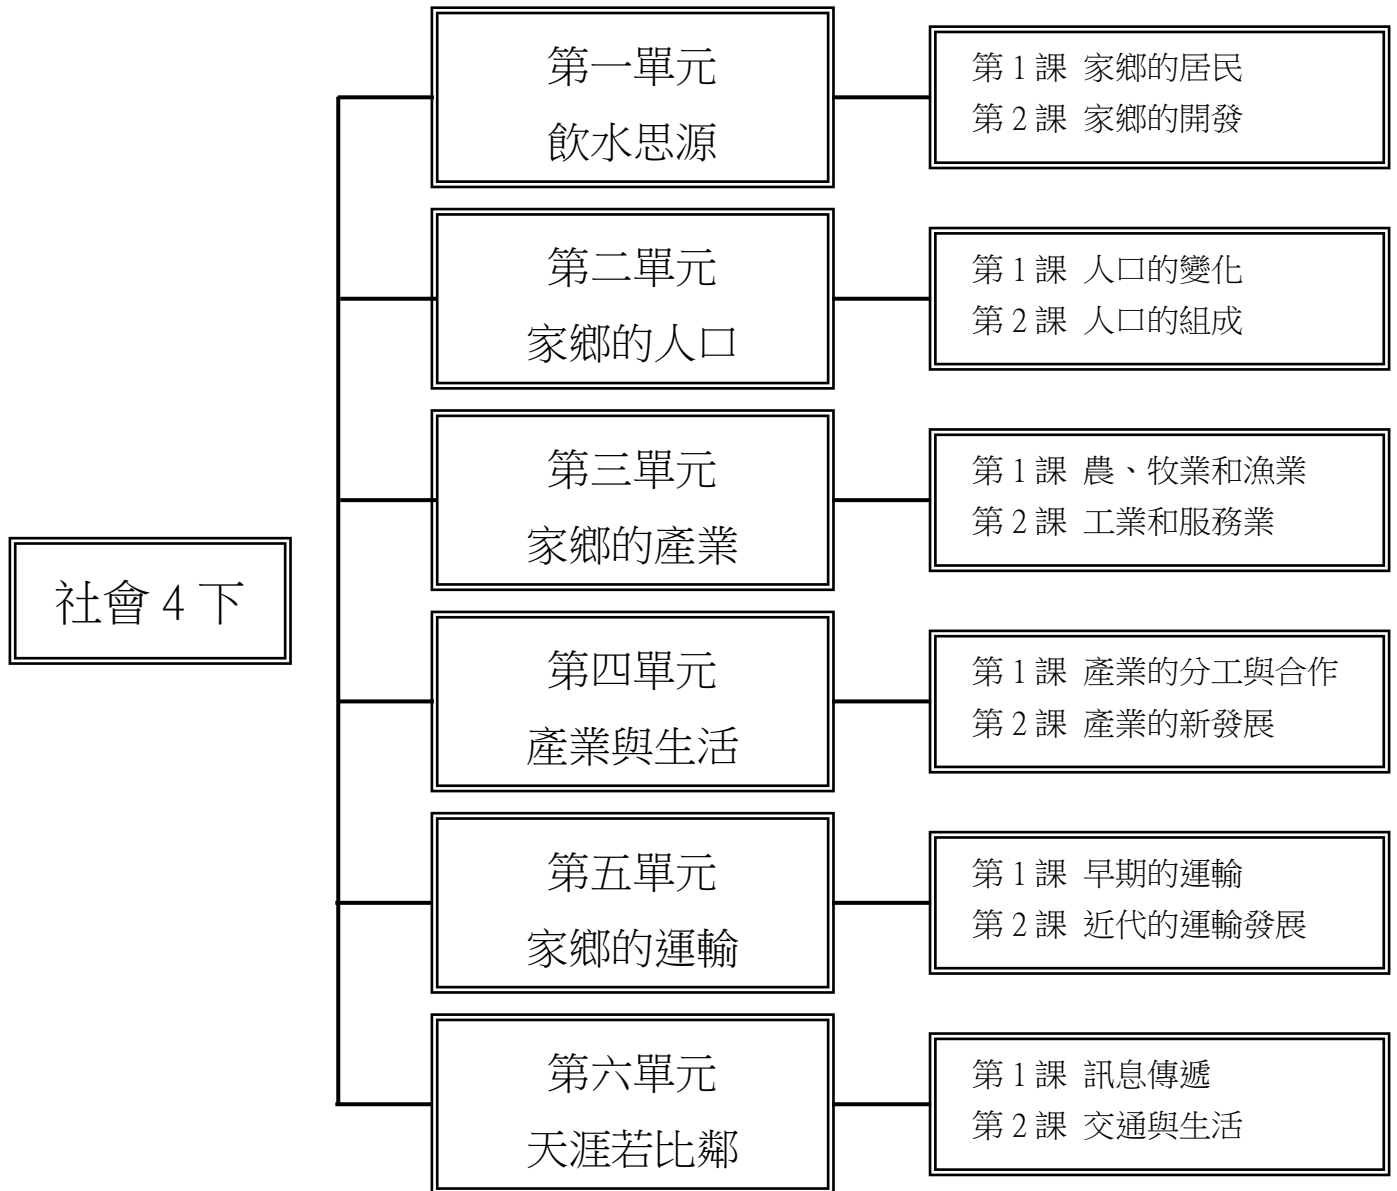 社會 4 下
第一單元
飲水思源
第 1 課 家鄉的居民
第 2 課 家鄉的開發
第二單元
家鄉的人口
第 1 課 人口的變化
第 2 課 人口的組成
第三單元
家鄉的產業
第 1 課 農、牧業和漁業
第 2 課 工業和服務業
第四單元
產業與生活
第 1 課 產業的分工與合作
第 2 課 產業的新發展
第五單元
家鄉的運輸
第 1 課 早期的運輸
第 2 課 近代的運輸發展
第六單元
天涯若比鄰
第 1 課 訊息傳遞
第 2 課 交通與生活